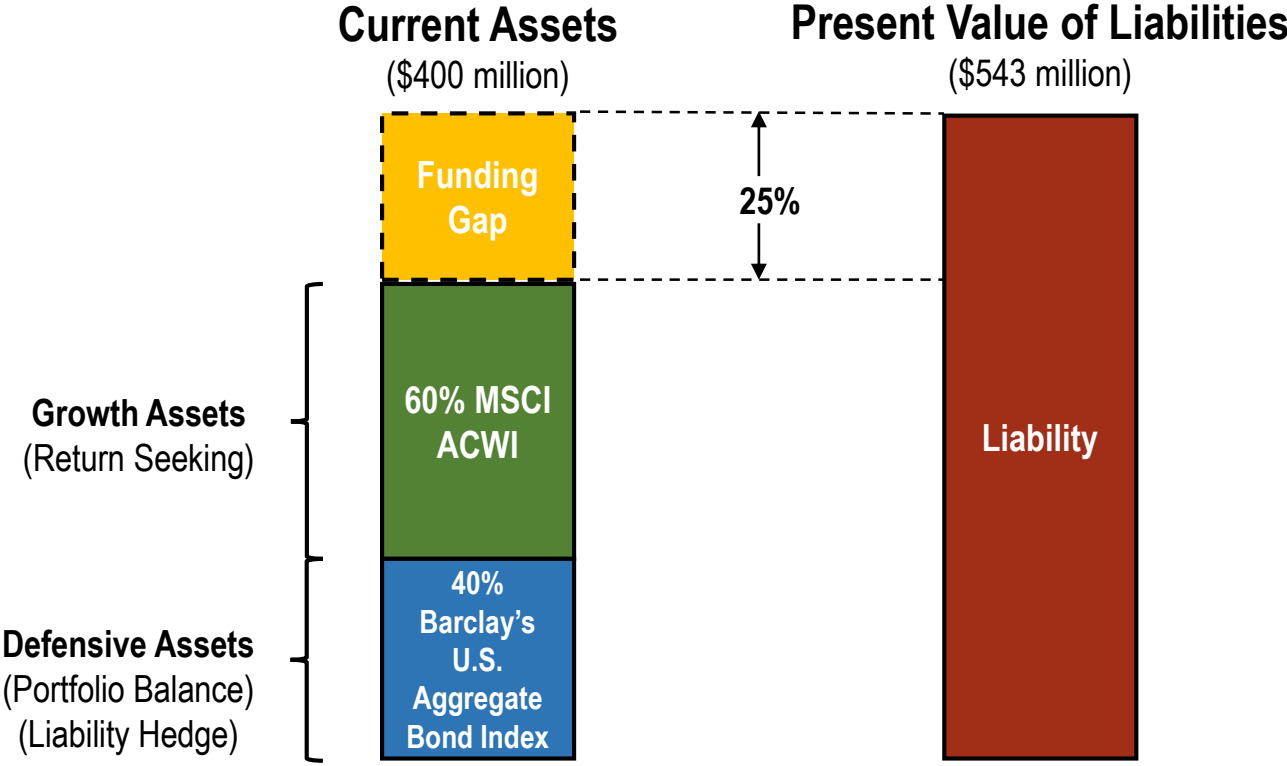 Current Assets
($400 million)
Present Value of Liabilities
($543 million)
Funding
Gap
25%
Growth Assets
(Return Seeking)
60% MSCI
ACWI
Liability
Defensive Assets
(Portfolio Balance)
(Liability Hedge)
40%
Barclay’s
U.S.
Aggregate
Bond Index